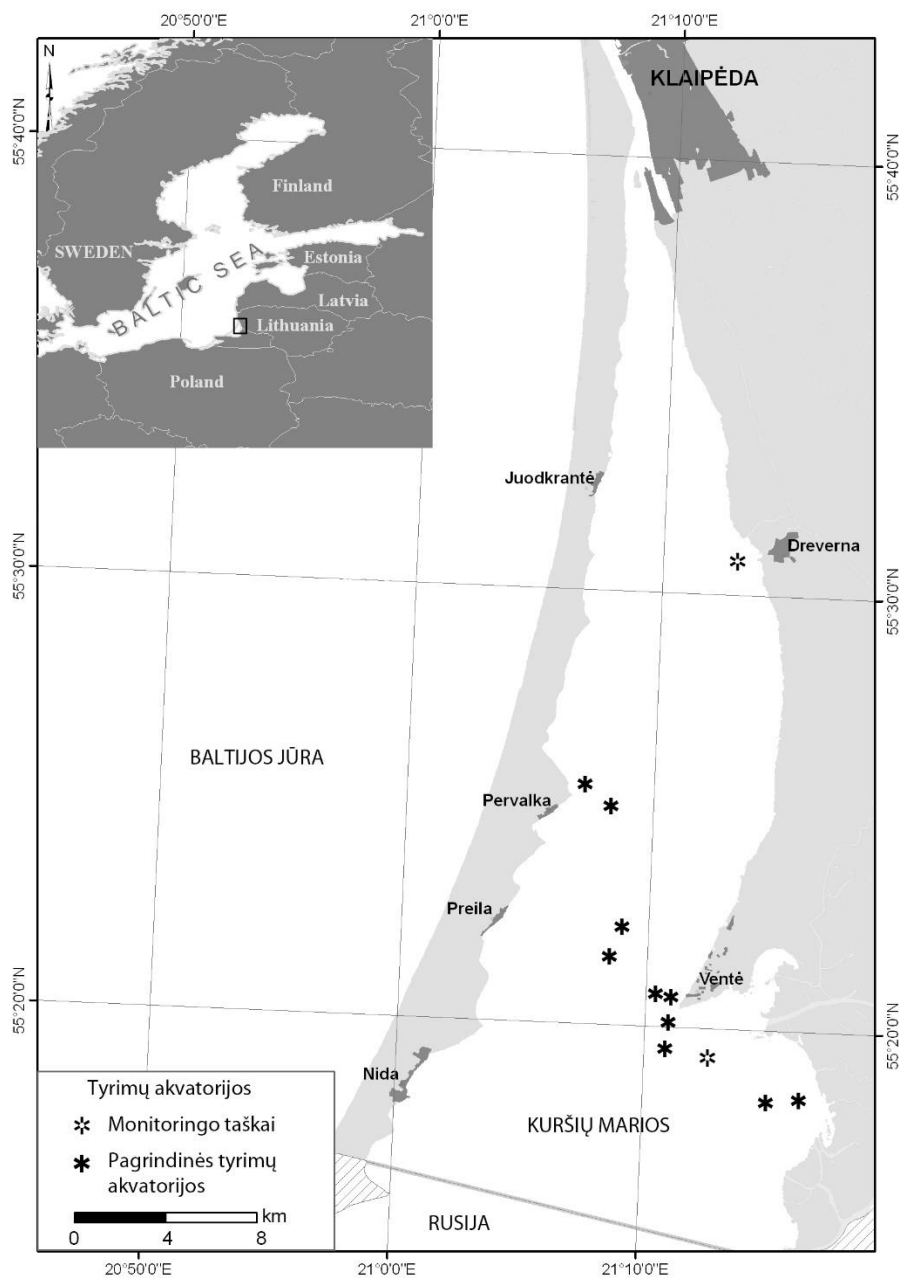 20°50'0"E
21°0'0"E
21°10'0"E
N
KLAIPĖDA
55°40'0"N
55°40'0"N
Finland
SWEDEN
BALTIC SEA
Estonia
Latvia
Lithuania
Poland
Juodkrantė
Dreverna
55°30'0"N
55°30'0"N
BALTIJOS JŪRA
Pervalka
Preila
Ventė
55°20'0"N
55°20'0"N
Nida
KURŠIŲ MARIOS
Tyrimų akvatorijos
Monitoringo taškai
Pagrindinės tyrimų
akvatorijos
km
0 4 8
RUSIJA
20°50'0"E
21°0'0"E
21°10'0"E